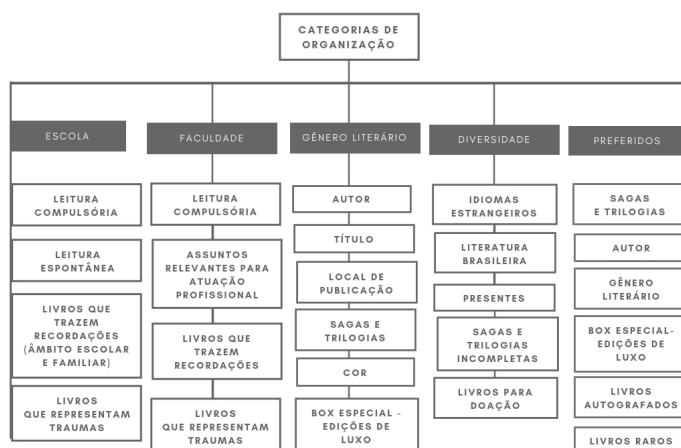 CATEGORIAS DE
ORGANIZAÇÃO
ESCOLA
LEITURA
COMPULSÓRIA
LEITURA
ESPONTÂNEA
LIVROS QUE
TRAZEM
RECORDAÇÕES
(ÂMBITO ESCOLAR
E FAMILIAR)
LIVROS
QUE REPRESENTAM
TRAUMAS
FACULDADE
LEITURA
COMPULSÓRIA
ASSUNTOS
RELEVANTES PARA
ATUAÇÃO
PROFISSIONAL
LIVROS QUE
TRAZEM
RECORDAÇÕES
LIVROS
QUE REPRESENTAM
TRAUMAS
GÊNERO LITERÁRIO
AUTOR
TÍTULO
LOCAL DE
PUBLICAÇÃO
SAGAS E
TRILOGIAS
COR
BOX ESPECIAL -
EDIÇÕES DE
LUXO
DIVERSIDADE
IDIOMAS
ESTRANGEIROS
LITERATURA
BRASILEIRA
PRESENTES
SAGAS E
TRILOGIAS
INCOMPLETAS
LIVROS PARA
DOAÇÃO
PREFERIDOS
SAGAS
E TRILOGIAS
AUTOR
GÊNERO
LITERÁRIO
BOX ESPECIAL-
EDIÇÕES DE
LUXO
LIVROS
AUTOGRAFADOS
LIVROS RAROS